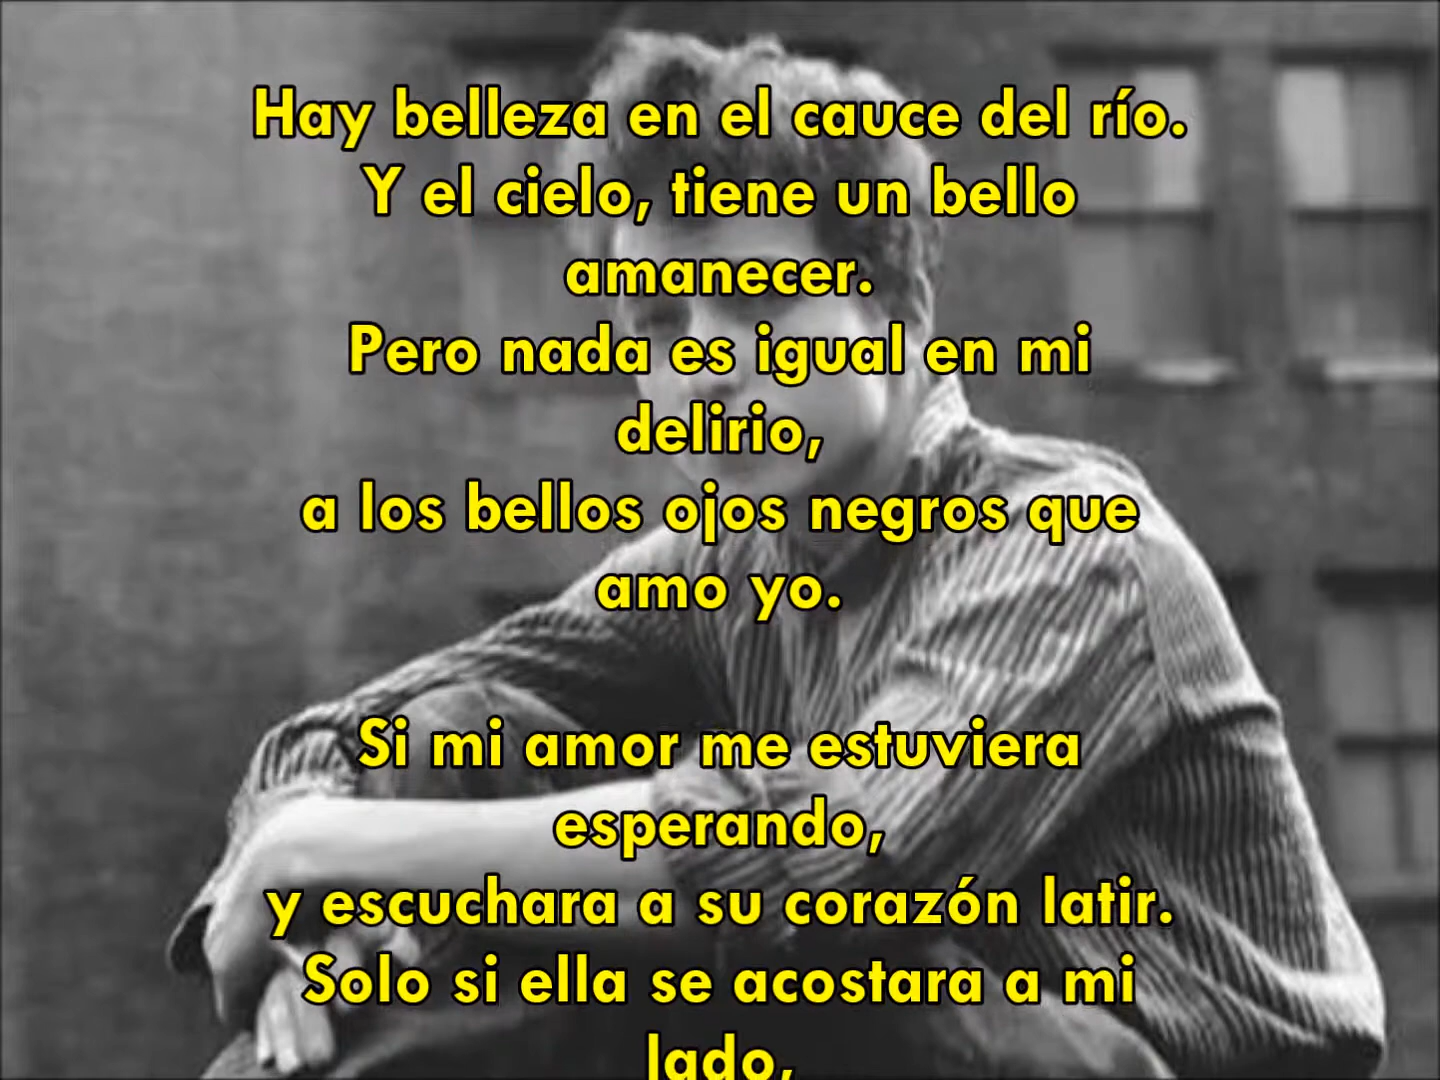 Hay belleza en el cauce del río.
Y el cielo, tiene un bello
amanecer.
Pero nada es igual en mi
delirio,
a los bellos ojos negros que
amo yo.
Si mi amor me estuviera
esperando,
y escuchara a su corazón latir.
Solo si ella se acostara a mi
lado,